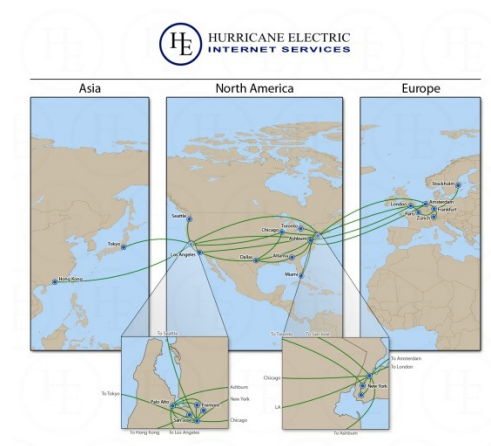 HE
HURRICANE ELECTRIC
INTERNET SERVICES
Asia
North America
Europe
Stockholm
London
Amsterdam
Frankfurt
Paris
Zurich
Seattle
Chicago
Toronto
Ashburn
Tokyo
Los Angeles
Dallas
Atlanta
Miami
Hong Kong
To Seattle
To Toronto
To San Jose
To Amsterdam
To London
Chicago
New York
LA
To Ashburn
Ashburn
New York
Chicago
Palo Alto
Fremont
San Jose
To Tokyo
To Hong Kong
To Los Angeles